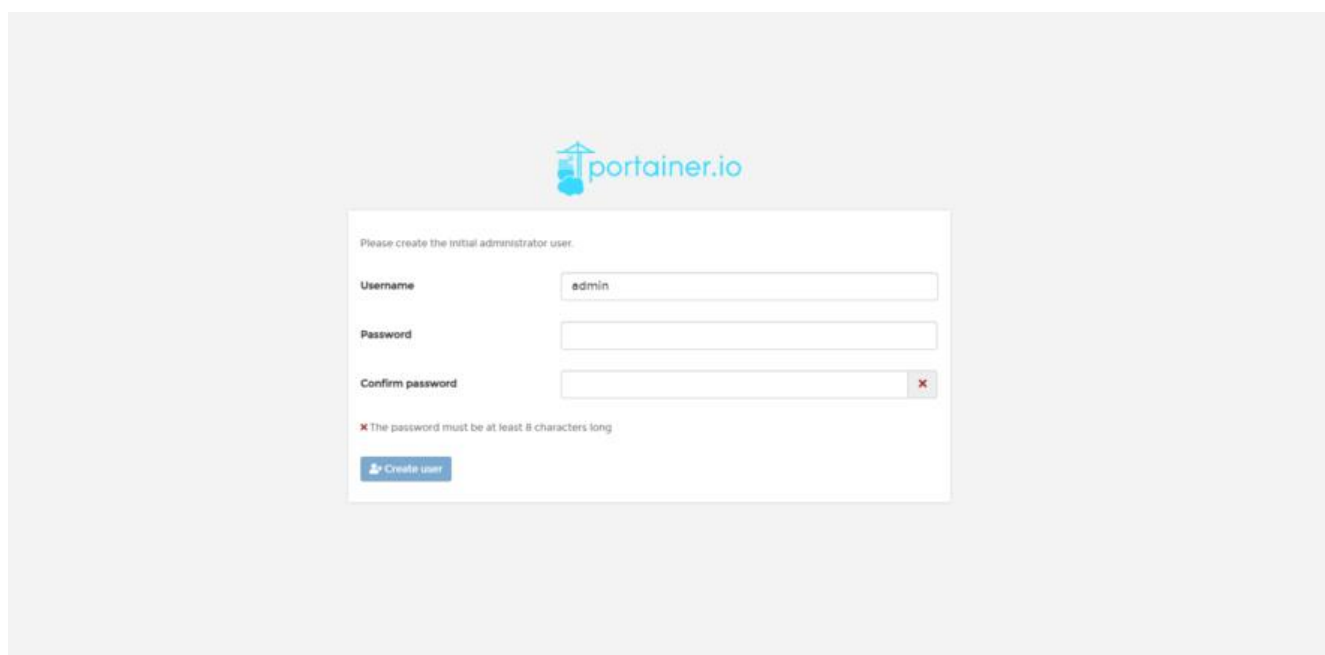 portainer.io
Please create the initial administrator user.
Username
admin
Password
Confirm password
The password must be at least 8 characters long
Create user